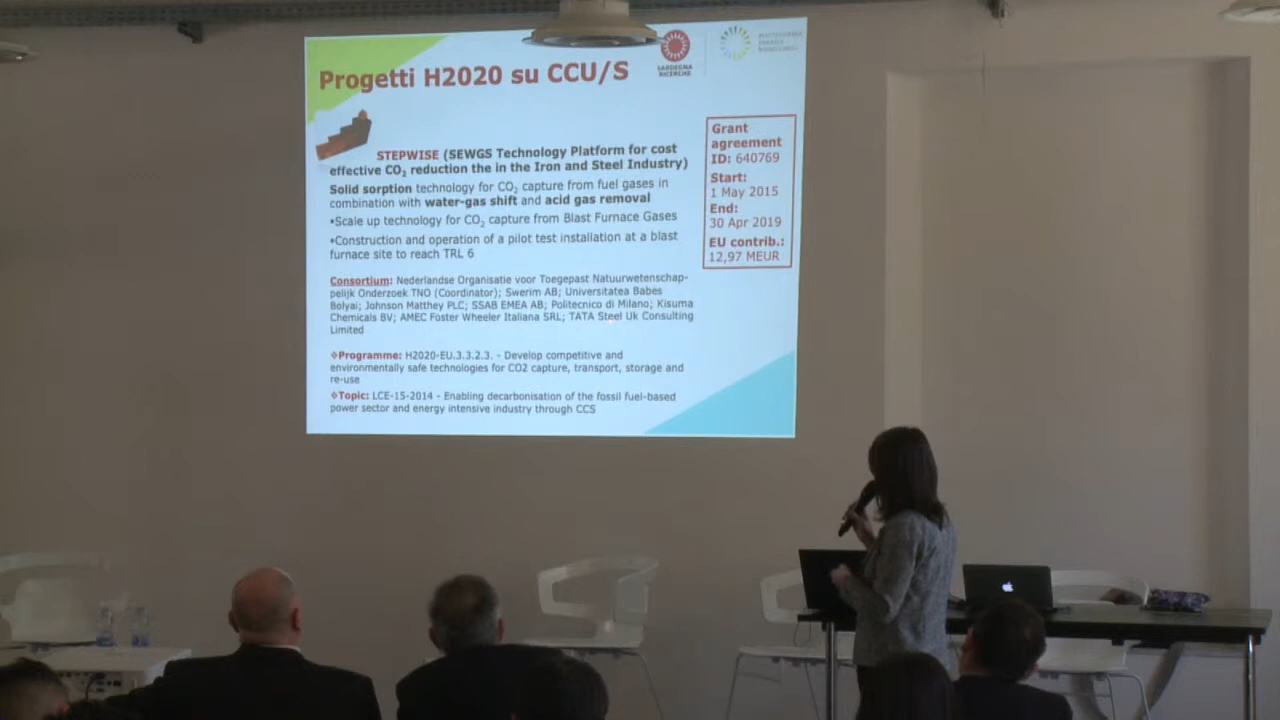 Progetti H2020 su CCU/S
SARDEGNA
RICERCHE
PIATTAFORMA
ENERGIE
RINNOVABILI
STEPWISE (SEWGS Technology Platform for cost
effective CO2 reduction the in the Iron and Steel Industry)
Solid sorption technology for CO2 capture from fuel gases in
combination with water-gas shift and acid gas removal
•Scale up technology for CO2 capture from Blast Furnace Gases
•Construction and operation of a pilot test installation at a blast
furnace site to reach TRL 6
Consortium: Nederlandse Organisatie voor Toegepast Natuurwetenschap-
pelijk Onderzoek TNO (Coordinator); Swerim AB; Universitatea Babes
Bolyai; Johnson Matthey PLC; SSAB EMEA AB; Politecnico di Milano; Kisuma
Chemicals BV; AMEC Foster Wheeler Italiana SRL; TATA Steel Uk Consulting
Limited
❖Programme: H2020-EU.3.3.2.3. - Develop competitive and
environmentally safe technologies for CO2 capture, transport, storage and
re-use
❖Topic: LCE-15-2014 - Enabling decarbonisation of the fossil fuel-based
power sector and energy intensive industry through CCS
Grant
agreement
ID: 640769
Start:
1 May 2015
End:
30 Apr 2019
EU contrib.:
12,97 MEUR